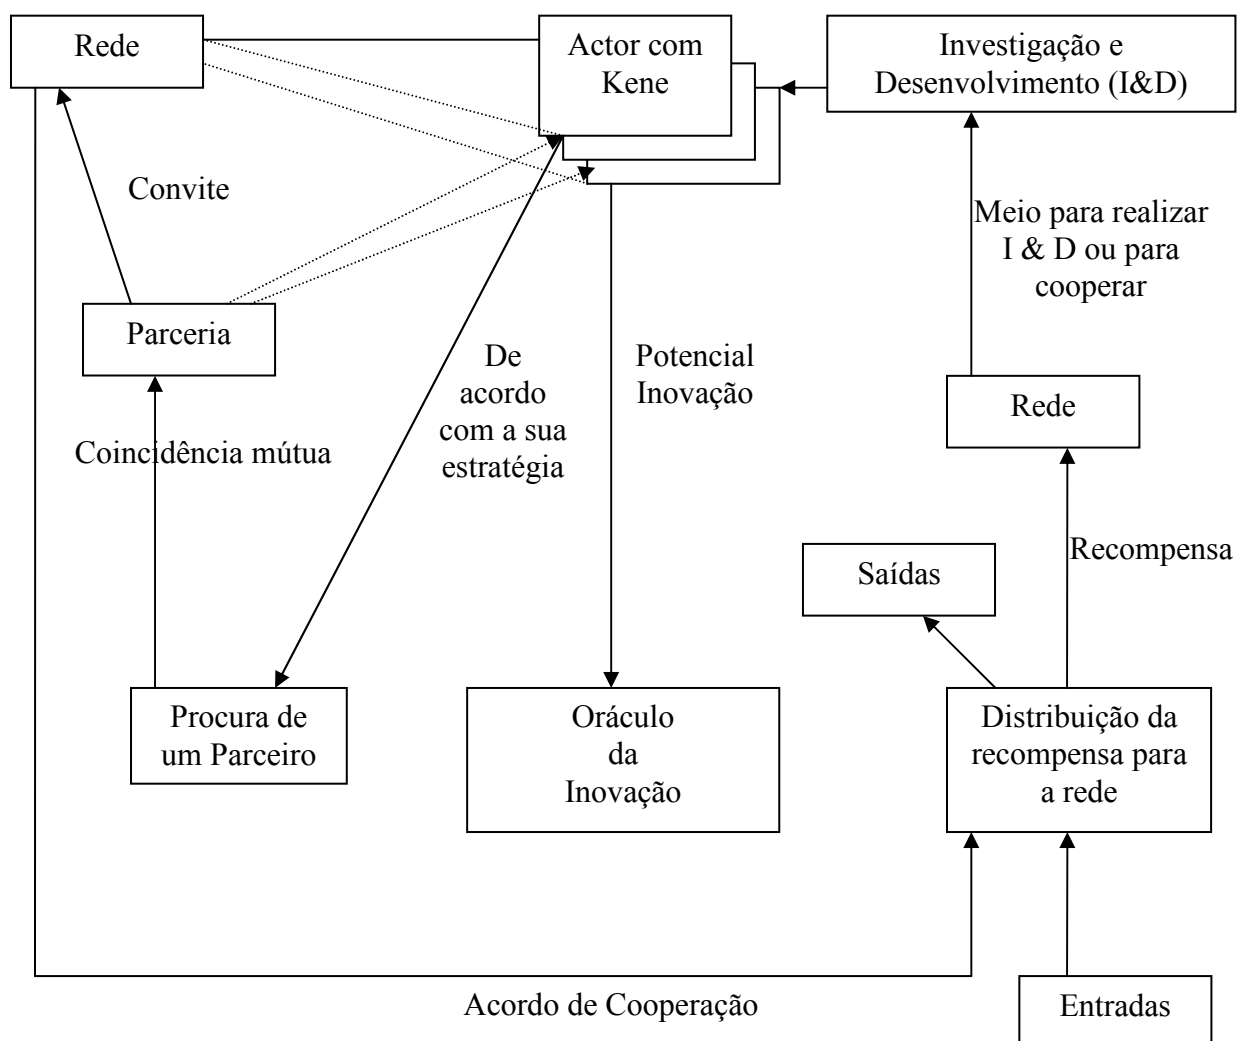 Rede
Actor com
Kene
Investigação e
Desenvolvimento (I&D)
Convite
Meio para realizar
I & D ou para
cooperar
Parceria
De
acordo
com a sua
estratégia
Potencial
Inovação
Rede
Coincidência mútua
Recompensa
Saídas
Procura de
um Parceiro
Oráculo
da
Inovação
Distribuição da
recompensa para
a rede
Acordo de Cooperação
Entradas